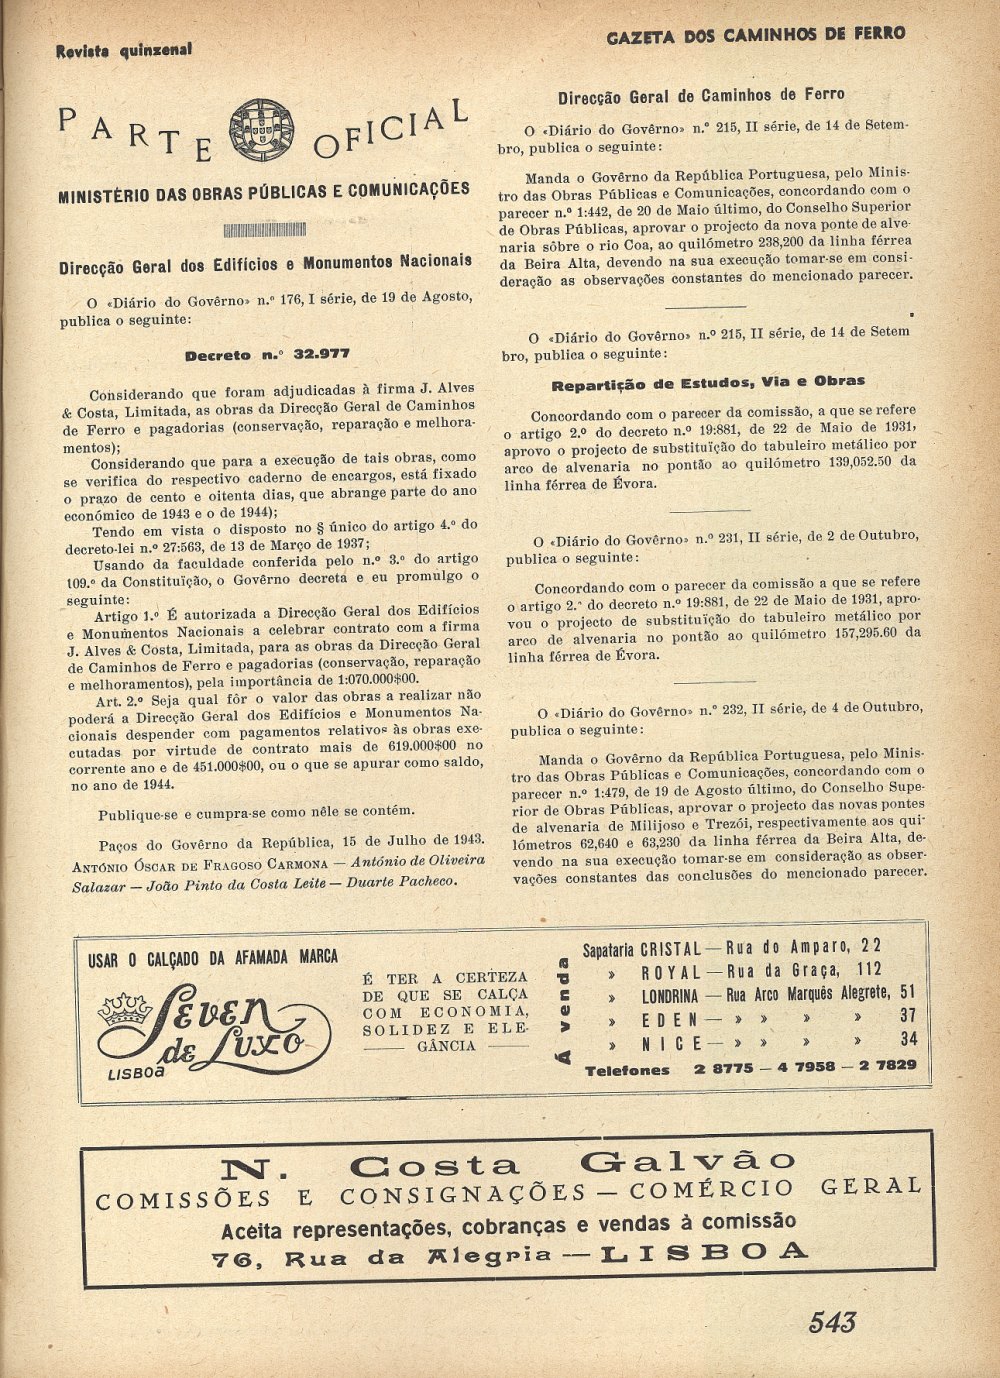 Revista quinzenal
GAZETA DOS CAMINHOS DE FERRO
PARTE OFICIAL
MINISTÉRIO DAS OBRAS PÚBLICAS E COMUNICAÇÕES
Direcção Geral dos Edifícios e Monumentos Nacionais
O «Diário do Govêrno» n.º 176, I série, de 19 de Agosto,
publica o seguinte:
Decreto n.º 32.977
Considerando que foram adjudicadas à firma J. Alves
& Costa, Limitada, as obras da Direcção Geral de Caminhos
de Ferro e pagadorias (conservação, reparação e melhora-
mentos);
Considerando que para a execução de tais obras, como
se verifica do respectivo caderno de encargos, está fixado
o prazo de cento e oitenta dias, que abrange parte do ano
económico de 1943 e o de 1944);
Tendo em vista o disposto no § único do artigo 4.º do
decreto-lei n.º 27:563, de 13 de Março de 1937;
Usando da faculdade conferida pelo n.º 3.º do artigo
109.º da Constituïção, o Govêrno decreta e eu promulgo o
seguinte:
Artigo 1.º É autorizada a Direcção Geral dos Edifícios
e Monumentos Nacionais a celebrar contrato com a firma
J. Alves & Costa, Limitada, para as obras da Direcção Geral
de Caminhos de Ferro e pagadorias (conservação, reparação
e melhoramentos), pela importância de 1:070.000$00.
Art. 2.º Seja qual fôr o valor das obras a realizar não
poderá a Direcção Geral dos Edifícios e Monumentos Na-
cionais despender com pagamentos relativos às obras exe-
cutadas por virtude de contrato mais de 619.000$00 no
corrente ano e de 451.000$00, ou o que se apurar como saldo,
no ano de 1944.
Publique-se e cumpra-se como nêle se contém.
Paços do Govêrno da República, 15 de Julho de 1943.
ANTÓNIO ÓSCAR DE FRAGOSO CARMONA — António de Oliveira
Salazar — João Pinto da Costa Leite — Duarte Pacheco.
Direcção Geral de Caminhos de Ferro
O «Diário do Govêrno» n.º 215, II série, de 14 de Setem-
bro, publica o seguinte:
Manda o Govêrno da República Portuguesa, pelo Minis-
tro das Obras Públicas e Comunicações, concordando com o
parecer n.º 1:442, de 20 de Maio último, do Conselho Superior
de Obras Públicas, aprovar o projecto da nova ponte de alve-
naria sôbre o rio Coa, ao quilómetro 238,200 da linha férrea
da Beira Alta, devendo na sua execução tomar-se em consi-
deração as observações constantes do mencionado parecer.
O «Diário do Govêrno» n.º 215, II série, de 14 de Setem
bro, publica o seguinte:
Repartição de Estudos, Via e Obras
Concordando com o parecer da comissão, a que se refere
o artigo 2.º do decreto n.º 19:881, de 22 de Maio de 1931,
aprovo o projecto de substituïção do tabuleiro metálico por
arco de alvenaria no pontão ao quilómetro 139,052.50 da
linha férrea de Évora.
O «Diário do Govêrno» n.º 231, II série, de 2 de Outubro,
publica o seguinte:
Concordando com o parecer da comissão a que se refere
o artigo 2.º do decreto n.º 19:881, de 22 de Maio de 1931, apro-
vou o projecto de substituïção do tabuleiro metálico por
arco de alvenaria no pontão ao quilómetro 157,295.60 da
linha férrea de Évora.
O «Diário do Govêrno» n.º 232, II série, de 4 de Outubro,
publica o seguinte:
Manda o Govêrno da República Portuguesa, pelo Minis-
tro das Obras Públicas e Comunicações, concordando com o
parecer n.º 1:479, de 19 de Agosto último, do Conselho Supe-
rior de Obras Públicas, aprovar o projecto das novas pontes
de alvenaria de Milijoso e Trezói, respectivamente aos qui-
lómetros 62,640 e 63,230 da linha férrea da Beira Alta, de-
vendo na sua execução tomar-se em consideração as obser-
vações constantes das conclusões do mencionado parecer.
USAR O CALÇADO DA AFAMADA MARCA
SEVEN
de LUXO
LISBOA
É TER A CERTEZA
DE QUE SE CALÇA
COM ECONOMIA,
SOLIDEZ E ELE-
GÂNCIA
Á venda
Sapataria CRISTAL — Rua do Amparo, 22
» ROYAL — Rua da Graça, 112
» LONDRINA — Rua Arco Marquês Alegrete, 51
» EDEN — » » » » 37
» NICE — » » » » 34
Telefones 2 8775 — 4 7958 — 2 7829
N. Costa Galvão
COMISSÕES E CONSIGNAÇÕES — COMÉRCIO GERAL
Aceita representações, cobranças e vendas à comissão
76, Rua da Alegria — LISBOA
543